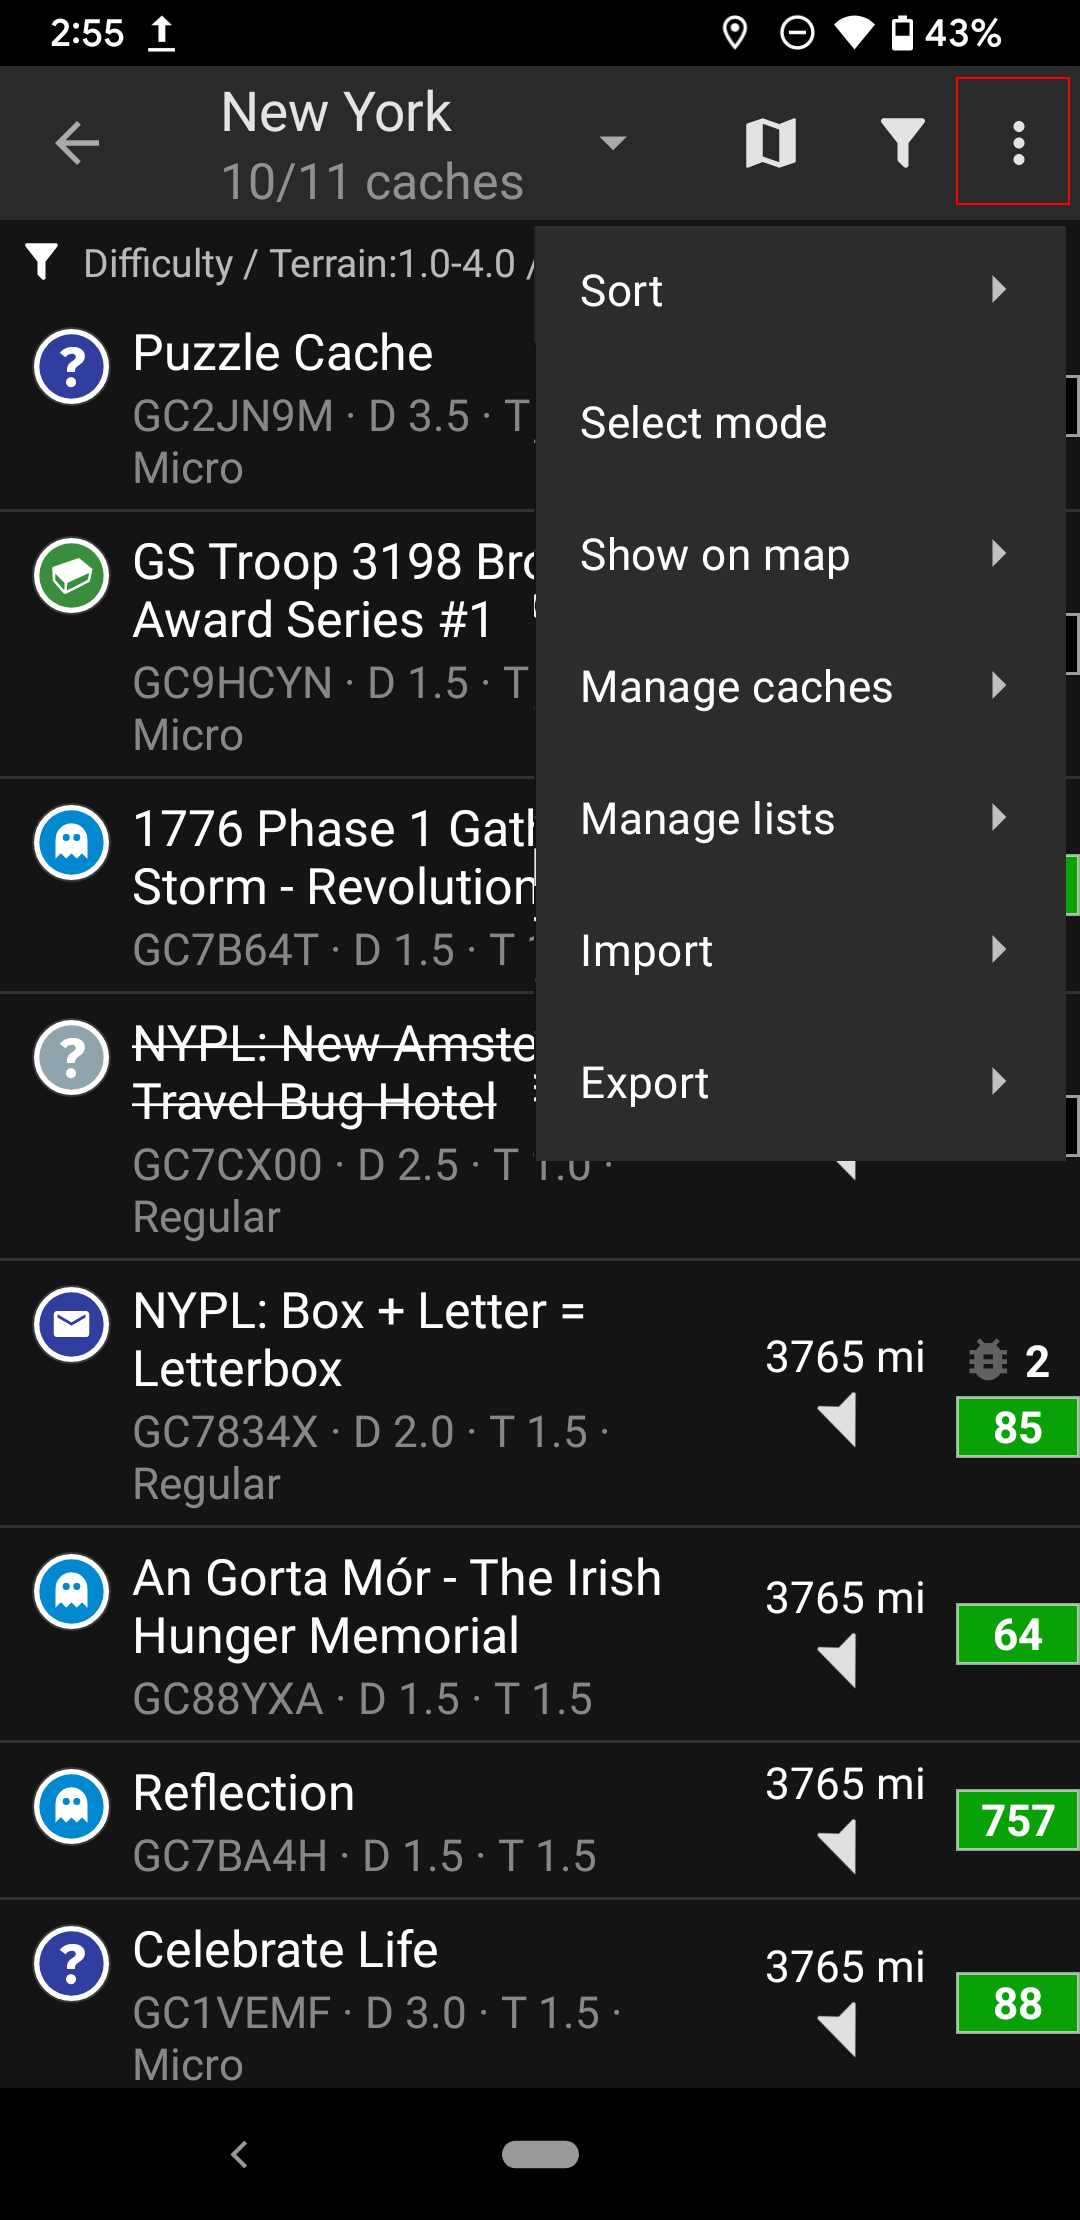 2:55
43%
New York
10/11 caches
Difficulty / Terrain:1.0-4.0 /
Sort
Select mode
Show on map
Manage caches
Manage lists
Import
Export
Puzzle Cache
GC2JN9M · D 3.5 · T
Micro
GS Troop 3198
Award Series #1
GC9HCYN · D 1.5 · T
Micro
1776 Phase 1
Storm - Revolution
GC7B64T · D 1.5 · T
NYPL: New
Travel Bug Hotel
GC7CX00 · D 2.5 · T 1.0 ·
Regular
NYPL: Box + Letter =
Letterbox
GC7834X · D 2.0 · T 1.5 ·
Regular
3765 mi
2
85
An Gorta Mór - The Irish
Hunger Memorial
GC88YXA · D 1.5 · T 1.5
3765 mi
64
Reflection
GC7BA4H · D 1.5 · T 1.5
3765 mi
757
Celebrate Life
GC1VEMF · D 3.0 · T 1.5 ·
Micro
3765 mi
88